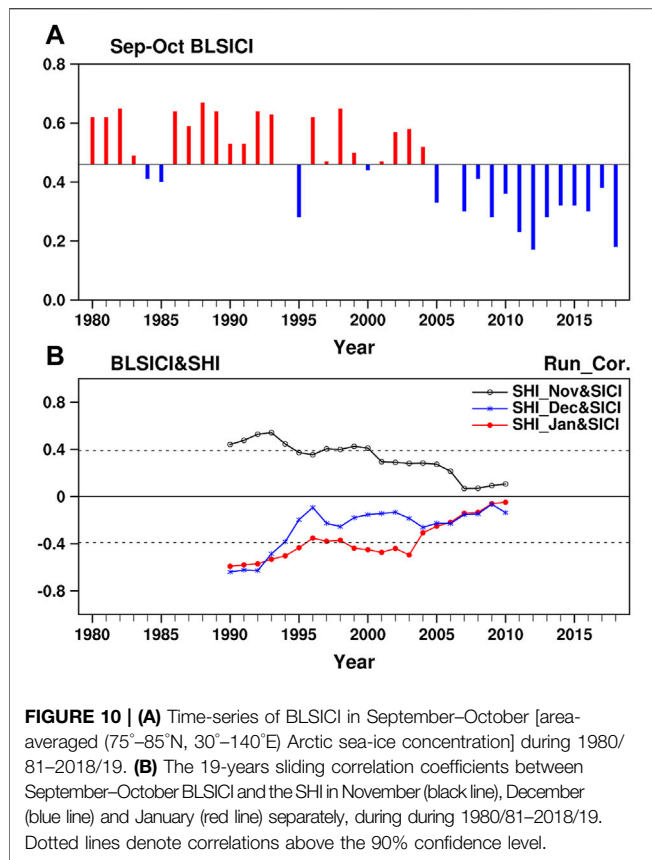 A
Sep-Oct BLSICI
0.8
0.6
0.4
0.2
0.0
1980 1985 1990 1995 2000 2005 2010 2015
Year
B
BLSICI&SHI Run_Cor.
SHI_Nov&SICI
SHI_Dec&SICI
SHI_Jan&SICI
0.8
0.4
0
-0.4
-0.8
1980 1985 1990 1995 2000 2005 2010 2015
Year
FIGURE 10 | (A) Time-series of BLSICI in September–October [area-
averaged (75°–85°N, 30°–140°E) Arctic sea-ice concentration] during 1980/
81–2018/19. (B) The 19-years sliding correlation coefficients between
September–October BLSICI and the SHI in November (black line), December
(blue line) and January (red line) separately, during during 1980/81–2018/19.
Dotted lines denote correlations above the 90% confidence level.